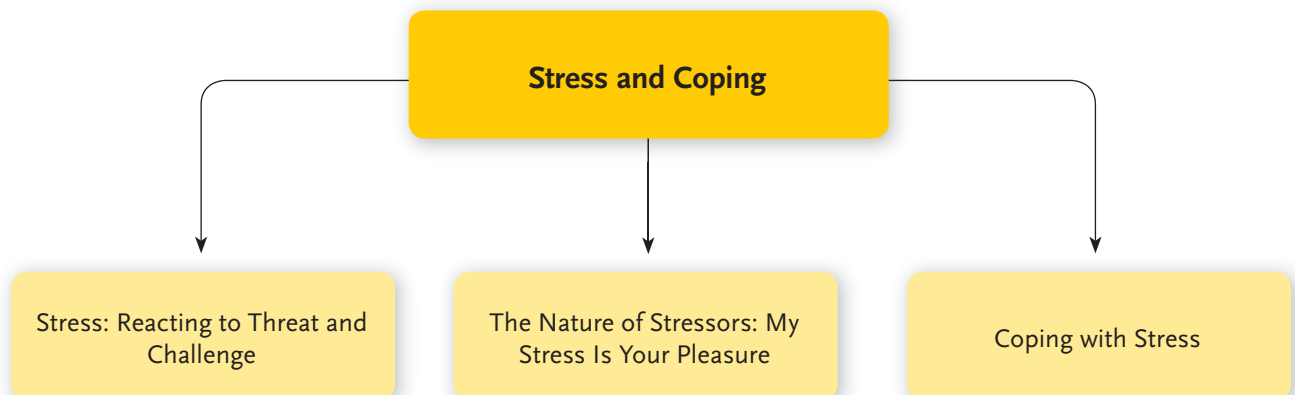 Stress and Coping
Stress: Reacting to Threat and
Challenge
The Nature of Stressors: My
Stress Is Your Pleasure
Coping with Stress